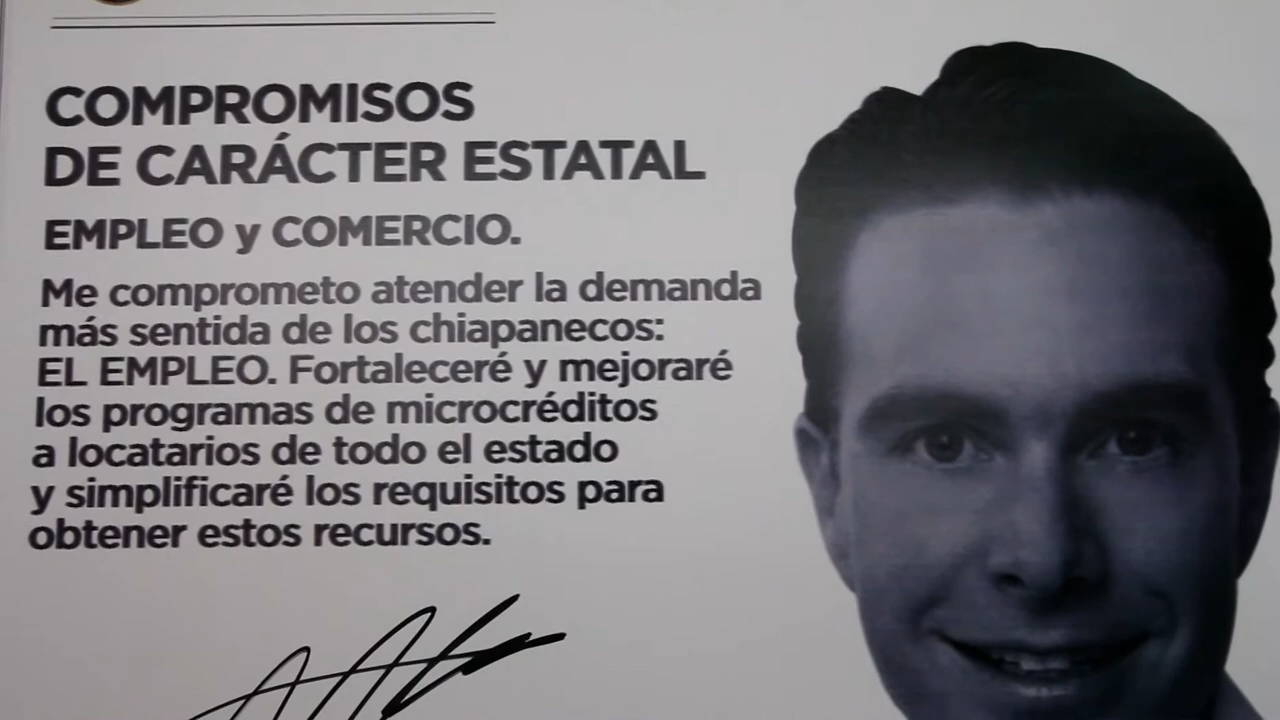 COMPROMISOS
DE CARÁCTER ESTATAL
EMPLEO y COMERCIO.
Me comprometo atender la demanda
más sentida de los chiapanecos:
EL EMPLEO. Fortaleceré y mejoraré
los programas de microcréditos
a locatarios de todo el estado
y simplificaré los requisitos para
obtener estos recursos.